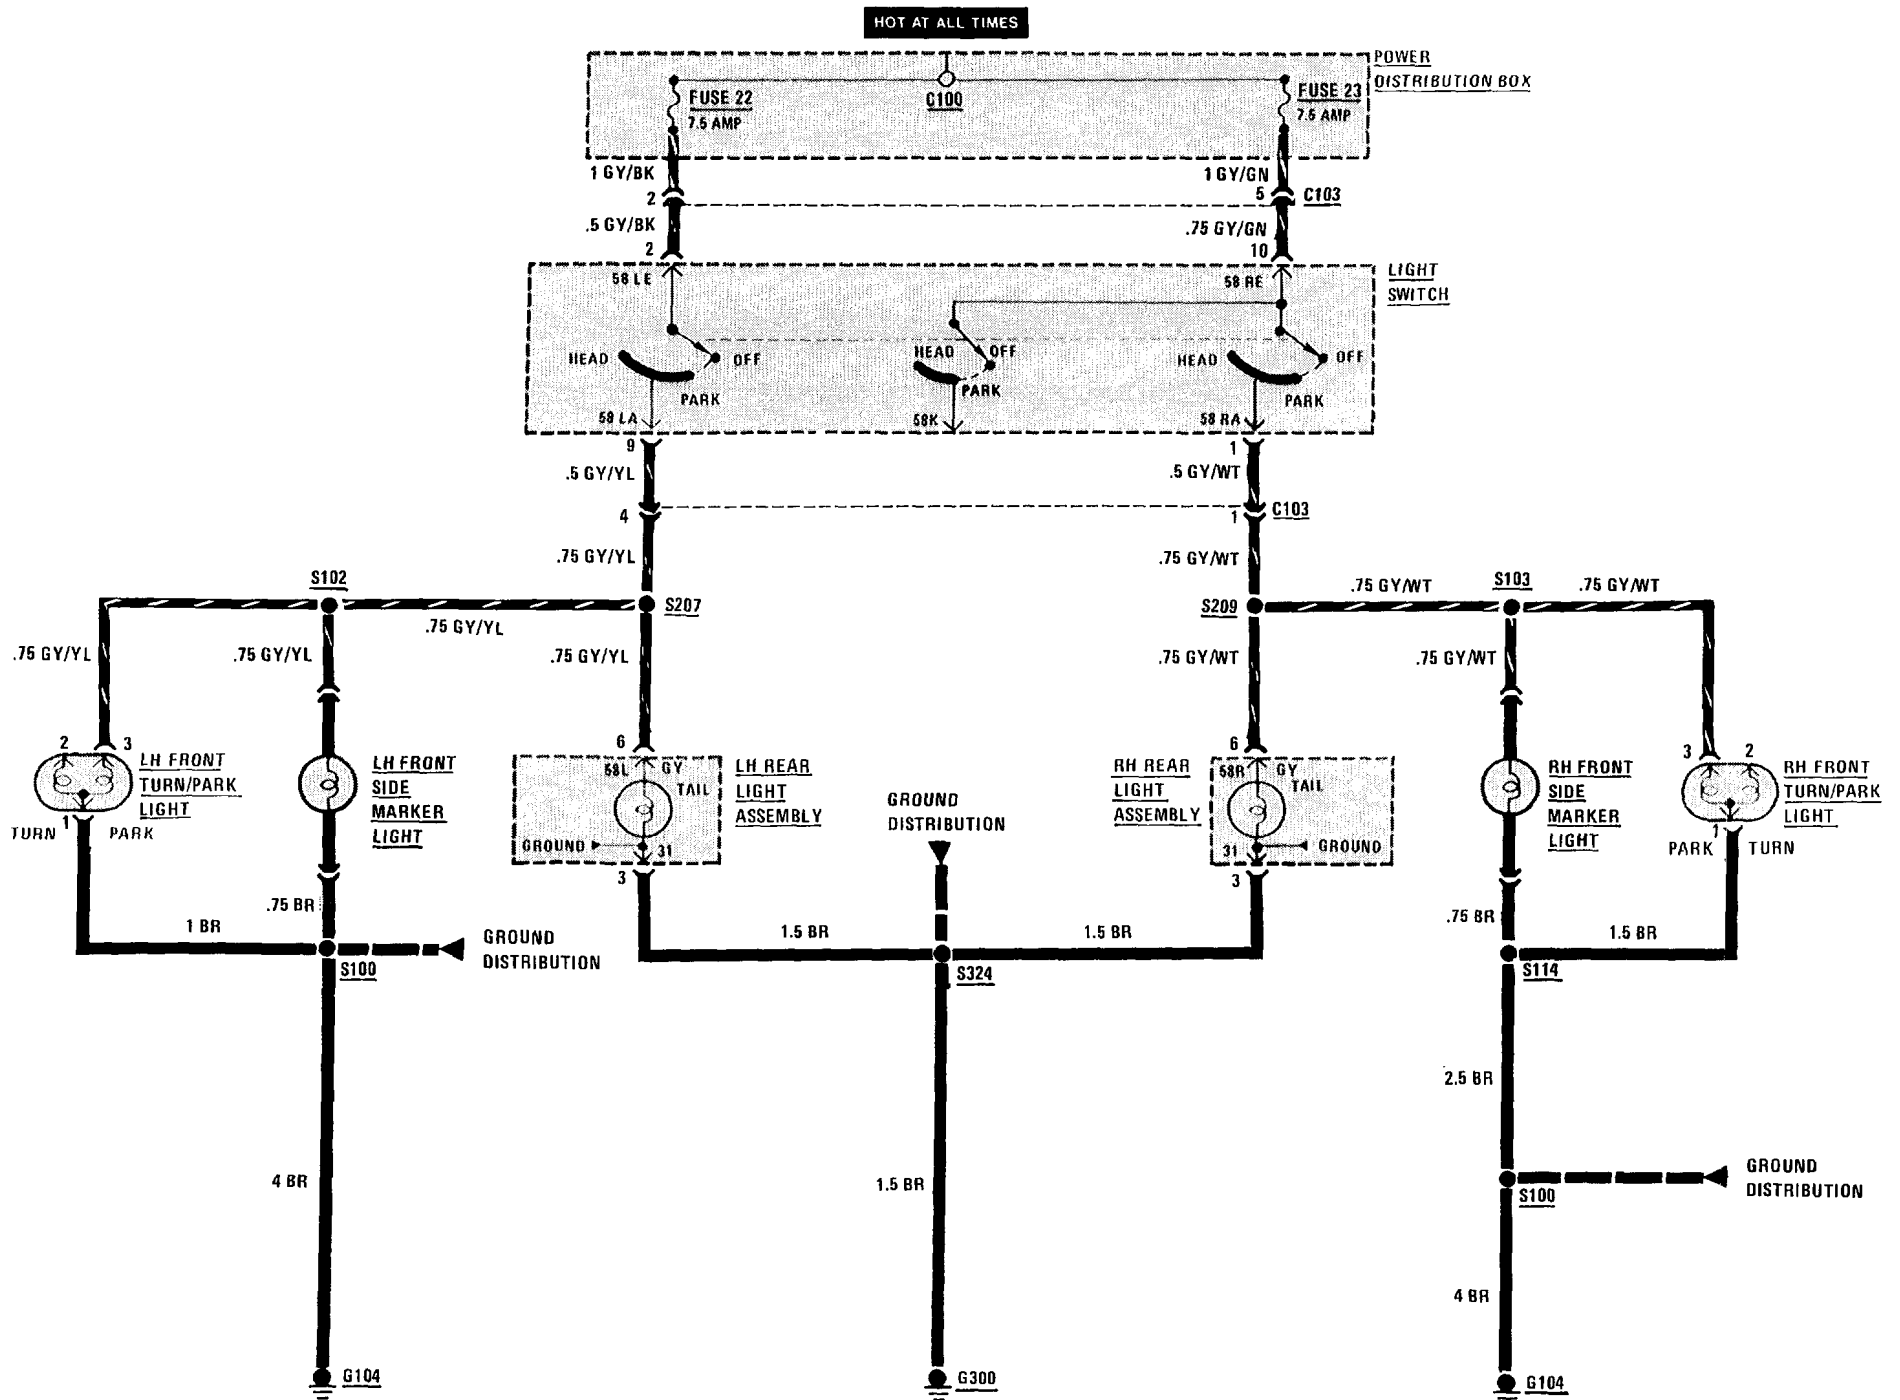 HOT AT ALL TIMES
POWER
DISTRIBUTION BOX
FUSE 22
7.5 AMP
C100
FUSE 23
7.5 AMP
1 GY/BK
1 GY/GN
2
5
C103
.5 GY/BK
.75 GY/GN
2
10
58 LE
58 RE
LIGHT
SWITCH
HEAD
OFF
PARK
HEAD
OFF
PARK
HEAD
OFF
PARK
58 LA
58K
58 RA
9
1
.5 GY/YL
.5 GY/WT
4
1
C103
.75 GY/YL
.75 GY/WT
S102
S207
S209
S103
.75 GY/WT
.75 GY/WT
.75 GY/YL
.75 GY/YL
.75 GY/YL
.75 GY/YL
.75 GY/WT
.75 GY/WT
2
3
LH FRONT
TURN/PARK
LIGHT
1
TURN
PARK
LH FRONT
SIDE
MARKER
LIGHT
6
58L
GY
TAIL
GROUND
31
3
LH REAR
LIGHT
ASSEMBLY
GROUND
DISTRIBUTION
RH REAR
LIGHT
ASSEMBLY
6
58R
GY
TAIL
31
GROUND
3
RH FRONT
SIDE
MARKER
LIGHT
3
2
RH FRONT
TURN/PARK
LIGHT
1
PARK
TURN
.75 BR
1 BR
GROUND
DISTRIBUTION
S100
1.5 BR
1.5 BR
S324
.75 BR
1.5 BR
S114
2.5 BR
4 BR
1.5 BR
GROUND
DISTRIBUTION
S100
4 BR
G104
G300
G104